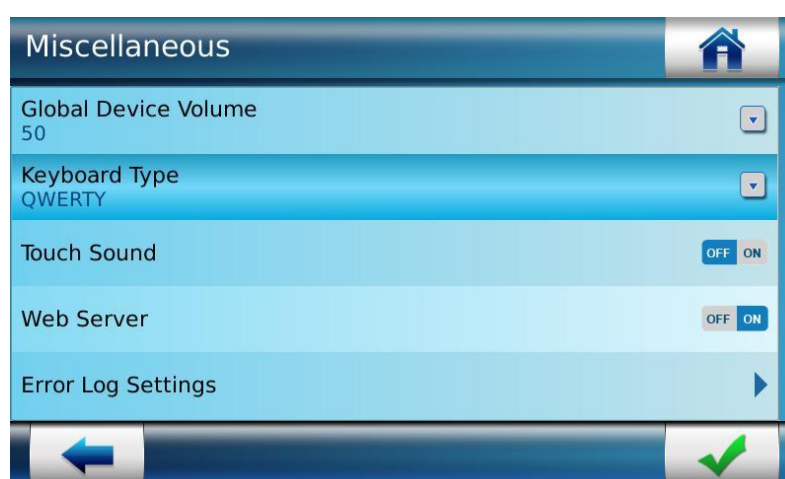 Miscellaneous
Global Device Volume
50
Keyboard Type
QWERTY
Touch Sound
OFF ON
Web Server
OFF ON
Error Log Settings